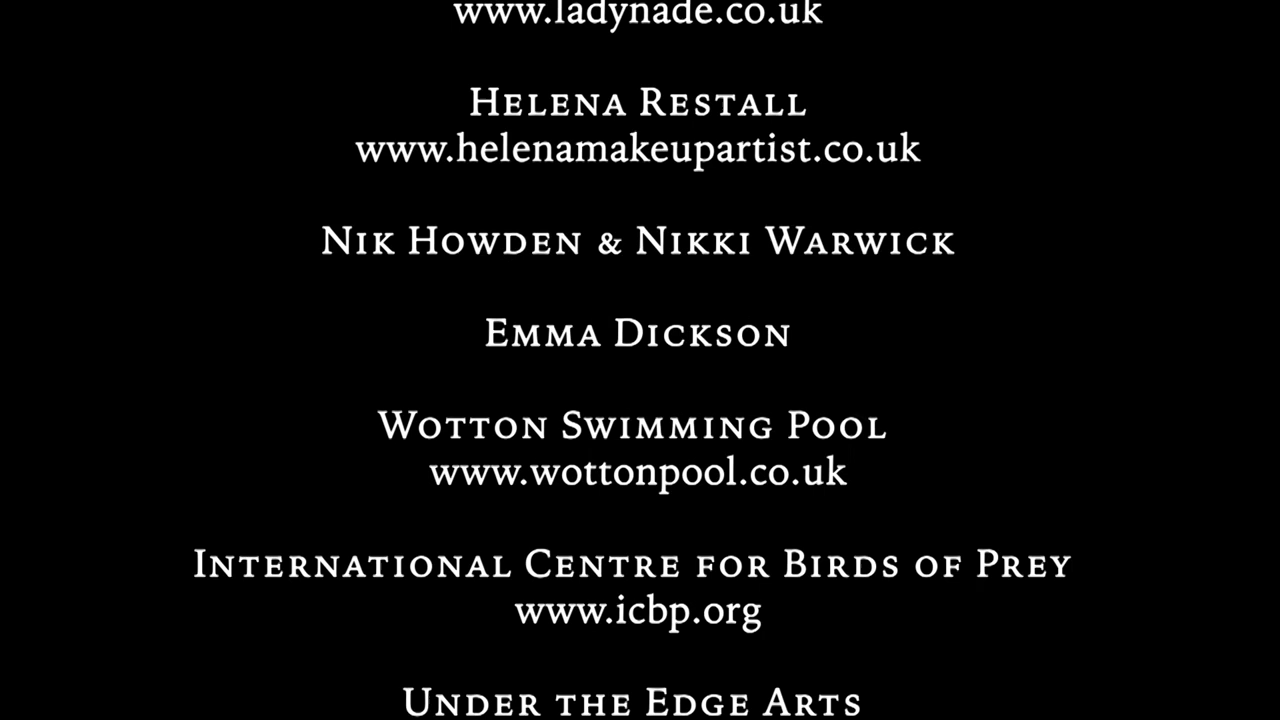 www.ladynade.co.uk
Helena Restall
www.helenamakeupartist.co.uk
Nik Howden & Nikki Warwick
Emma Dickson
Wotton Swimming Pool
www.wottonpool.co.uk
International Centre for Birds of Prey
www.icbp.org
Under the Edge Arts